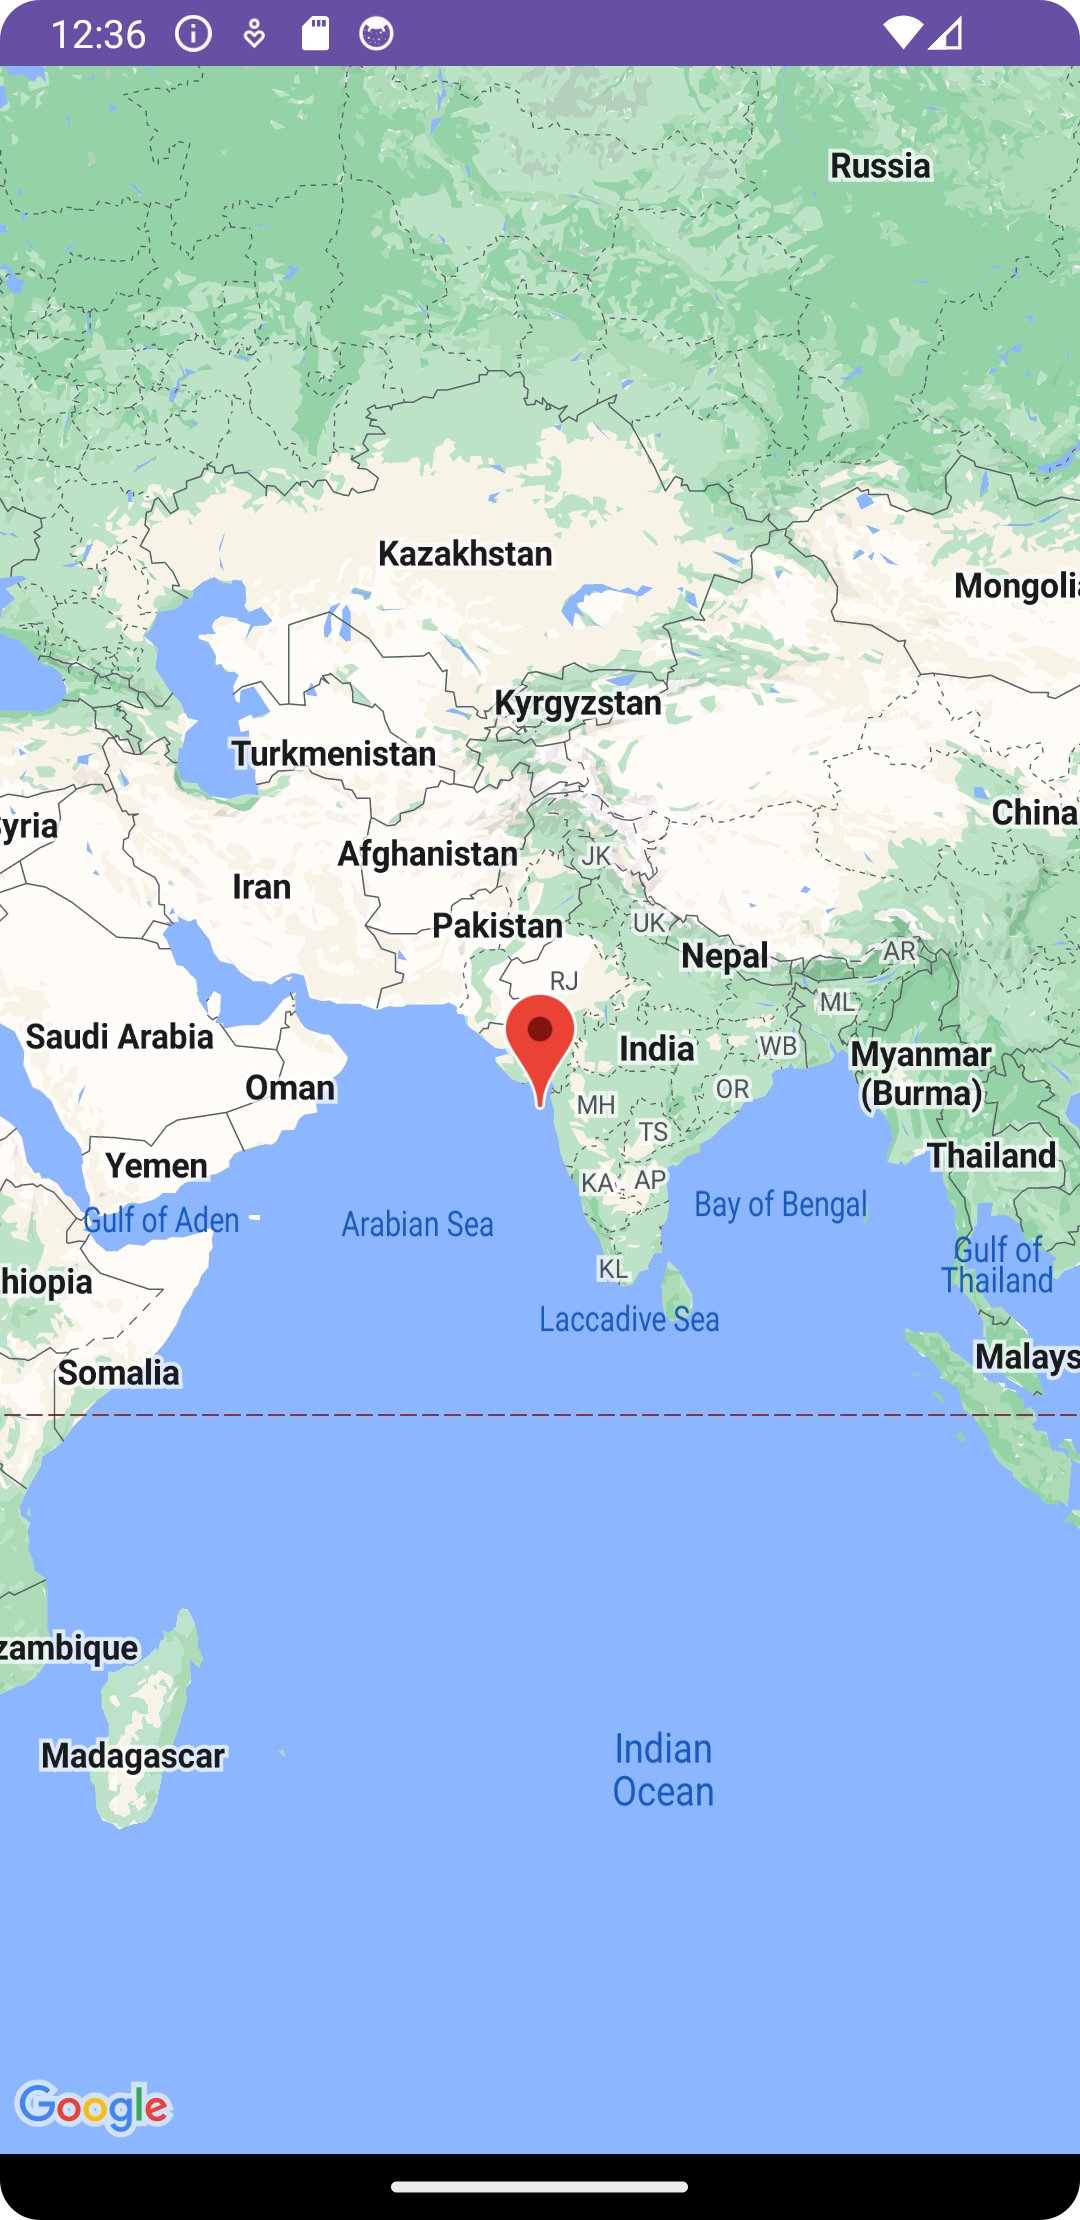 12:36
Russia
Kazakhstan
Mongolia
Kyrgyzstan
Turkmenistan
China
Syria
Afghanistan
JK
Iran
Pakistan
UK
Nepal
AR
RJ
ML
Saudi Arabia
India
WB
Myanmar
(Burma)
Oman
OR
MH
TS
Thailand
Yemen
KA
AP
Bay of Bengal
Gulf of Aden
Arabian Sea
Gulf of
Thailand
KL
hiopia
Laccadive Sea
Malays
Somalia
zambique
Madagascar
Indian
Ocean
Google